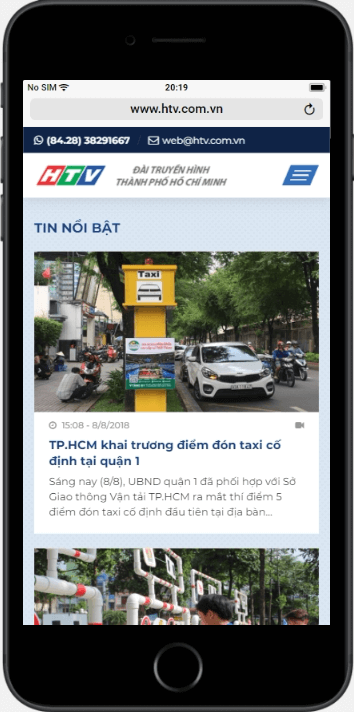 No SIM
20:19
www.htv.com.vn
(84.28) 38291667
web@htv.com.vn
HTV
ĐÀI TRUYỀN HÌNH
THÀNH PHỐ HỒ CHÍ MINH
TIN NỔI BẬT
Taxi
15:08 - 8/8/2018
TP.HCM khai trương điểm đón taxi cố
định tại quận 1
Sáng nay (8/8), UBND quận 1 đã phối hợp với Sở
Giao thông Vận tải TP.HCM ra mắt thí điểm 5
điểm đón taxi cố định đầu tiên tại địa bàn...